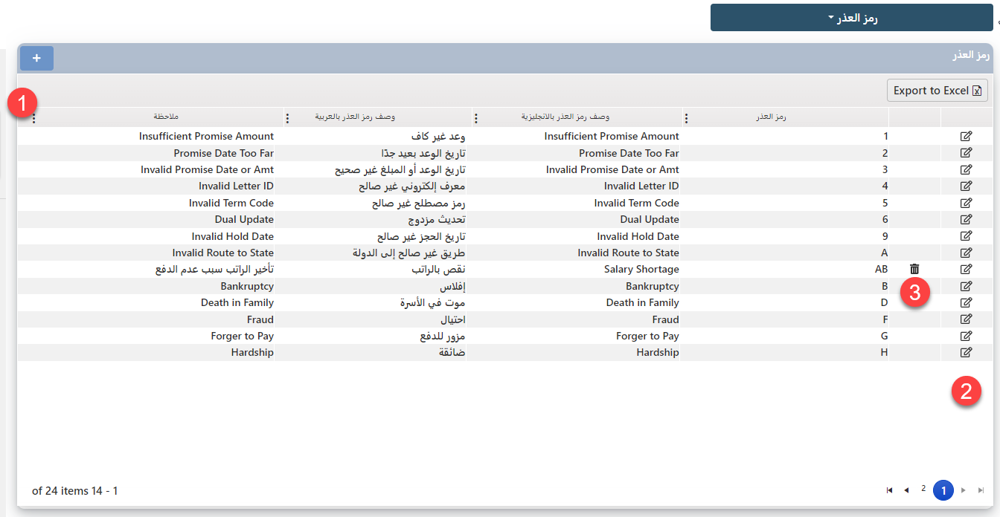 رمز العذر
رمز العذر
+
Export to Excel
1
رمز العذر وصف رمز العذر بالانجليزية وصف رمز العذر بالعربية ملاحظة
1 Insufficient Promise Amount وعد غير كاف Insufficient Promise Amount
2 Promise Date Too Far تاريخ الوعد بعيد جدًا Promise Date Too Far
3 Invalid Promise Date or Amt تاريخ الوعد أو المبلغ غير صحيح Invalid Promise Date or Amt
4 Invalid Letter ID معرف إلكتروني غير صالح Invalid Letter ID
5 Invalid Term Code رمز مصطلح غير صالح Invalid Term Code
6 Dual Update تحديث مزدوج Dual Update
9 Invalid Hold Date تاريخ الحجز غير صالح Invalid Hold Date
A Invalid Route to State طريق غير صالح إلى الدولة Invalid Route to State
AB Salary Shortage نقص بالراتب تأخير الراتب سبب عدم الدفع
B Bankruptcy إفلاس Bankruptcy
3
D Death in Family موت في الأسرة Death in Family
F Fraud احتيال Fraud
G Forger to Pay مزور للدفع Forger to Pay
H Hardship ضائقة Hardship
2
1 2
of 24 items 14 - 1